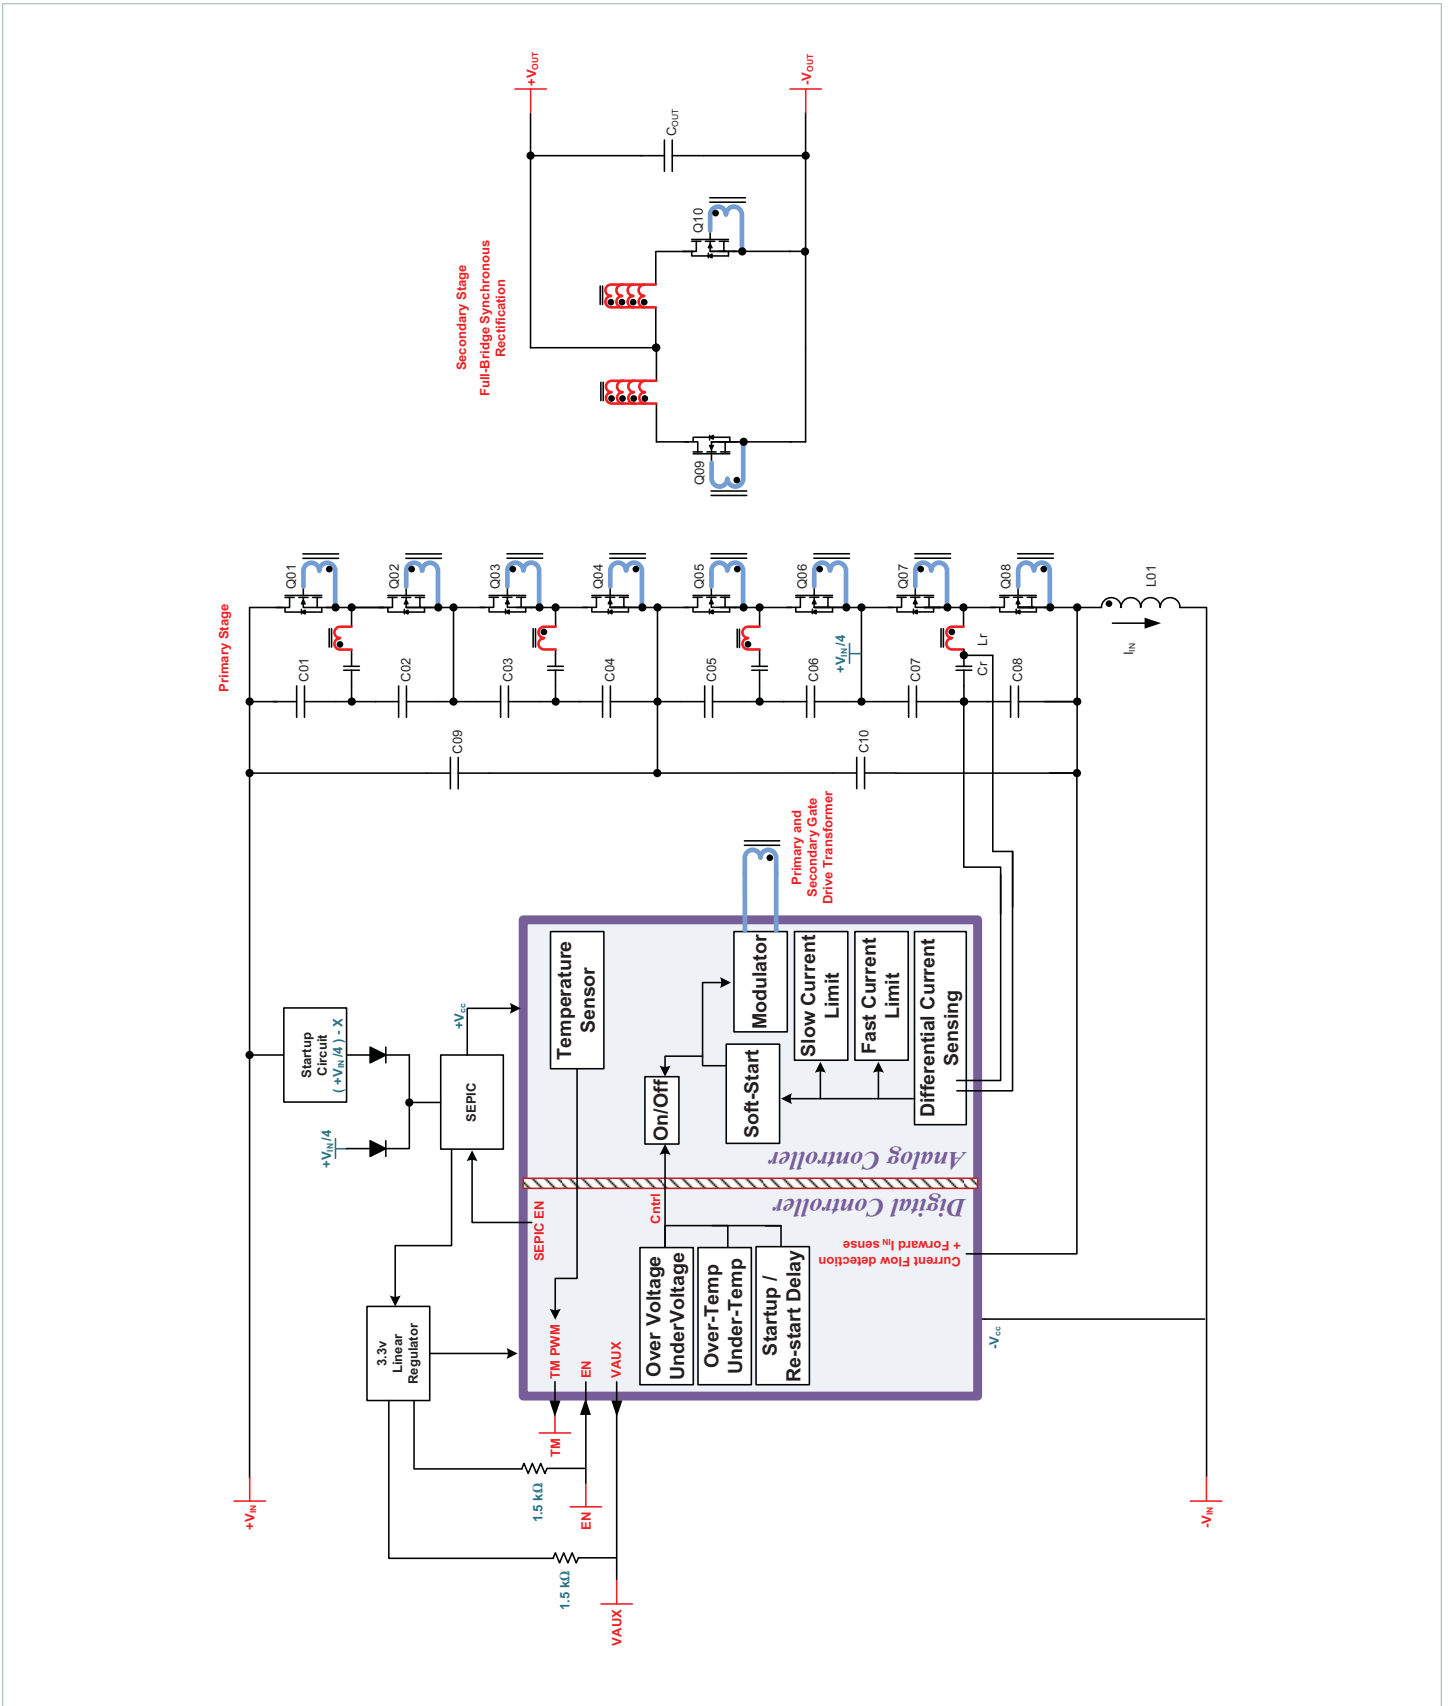 +VOUT
-VOUT
COUT
Q10
Secondary Stage
Full-Bridge Synchronous
Rectification
Q09
Primary Stage
Q01
Q02
Q03
Q04
Q05
Q06
Q07
Q08
L01
IIN
C01
C02
C03
C04
C05
C06
+VIN/4
C07
Cr
Lr
C08
C09
C10
Primary and
Secondary Gate
Drive Transformer
Startup
Circuit
( +VIN/4 ) - X
+VIN/4
SEPIC
+Vcc
Temperature
Sensor
Modulator
Slow Current
Limit
Fast Current
Limit
Differential Current
Sensing
On/Off
Soft-Start
Analog Controller
Digital Controller
SEPIC EN
Cntrl
Current Flow detection
+ Forward IIN sense
Over Voltage
UnderVoltage
Over-Temp
Under-Temp
Startup /
Re-start Delay
3.3v
Linear
Regulator
TM PWM
EN
VAUX
-Vcc
TM
1.5 kΩ
EN
1.5 kΩ
VAUX
+VIN
-VIN